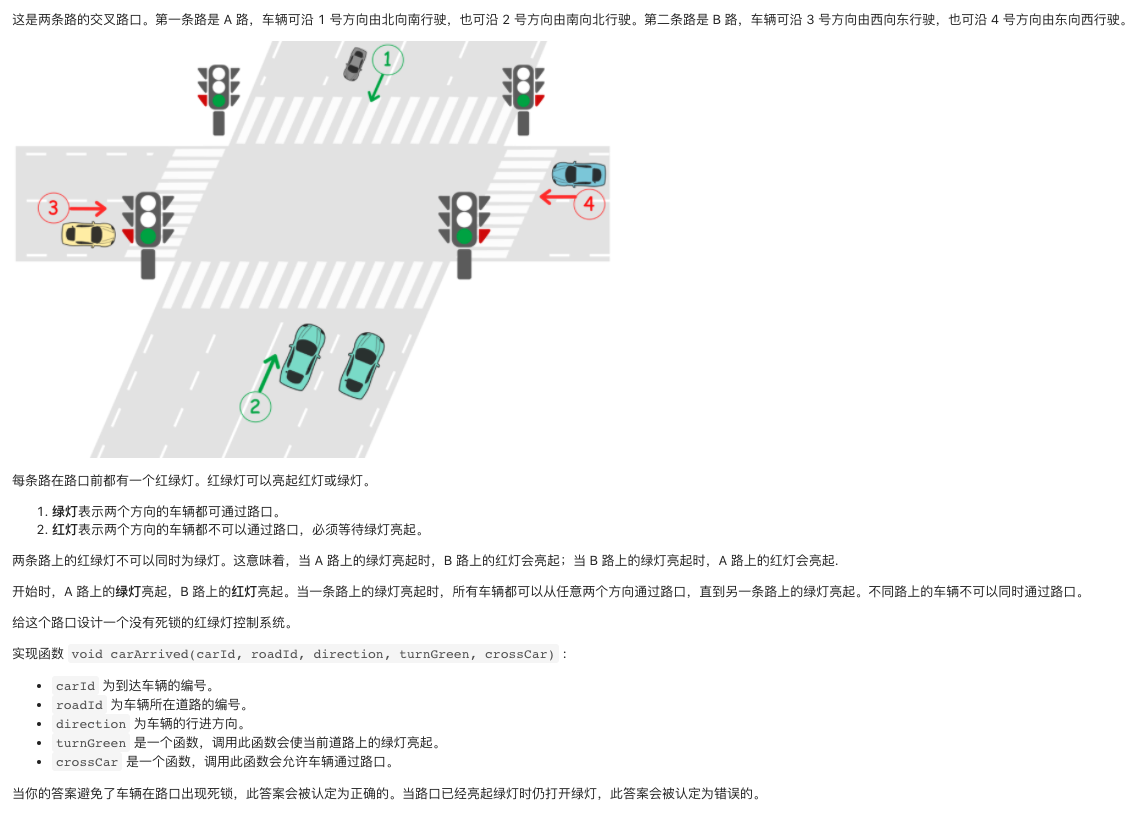 这是两条路的交叉路口。第一条路是 A 路，车辆可沿 1 号方向由北向南行驶，也可沿 2 号方向由南向北行驶。第二条路是 B 路，车辆可沿 3 号方向由西向东行驶，也可沿 4 号方向由东向西行驶。
1
3
4
2
每条路在路口前都有一个红绿灯。红绿灯可以亮起红灯或绿灯。
1. 绿灯表示两个方向的车辆都可通过路口。
2. 红灯表示两个方向的车辆都不可以通过路口，必须等待绿灯亮起。
两条路上的红绿灯不可以同时为绿灯。这意味着，当 A 路上的绿灯亮起时，B 路上的红灯会亮起；当 B 路上的绿灯亮起时，A 路上的红灯会亮起.
开始时，A 路上的绿灯亮起，B 路上的红灯亮起。当一条路上的绿灯亮起时，所有车辆都可以从任意两个方向通过路口，直到另一条路上的绿灯亮起。不同路上的车辆不可以同时通过路口。
给这个路口设计一个没有死锁的红绿灯控制系统。
实现函数 void carArrived(carId, roadId, direction, turnGreen, crossCar) :
• carId 为到达车辆的编号。
• roadId 为车辆所在道路的编号。
• direction 为车辆的行进方向。
• turnGreen 是一个函数，调用此函数会使当前道路上的绿灯亮起。
• crossCar 是一个函数，调用此函数会允许车辆通过路口。
当你的答案避免了车辆在路口出现死锁，此答案会被认定为正确的。当路口已经亮起绿灯时仍打开绿灯，此答案会被认定为错误的。